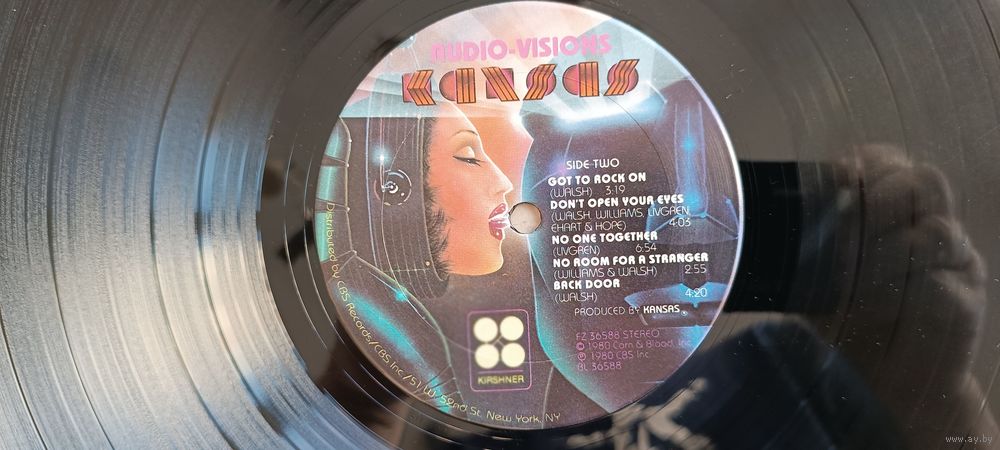 AUDIO-VISIONS
KANSAS
SIDE TWO
GOT TO ROCK ON
(WALSH) 3:19
DON'T OPEN YOUR EYES
(WALSH, WILLIAMS, LIVGREN
EHART & HOPE) 4:03
NO ONE TOGETHER
(LIVGREN) 6:54
NO ROOM FOR A STRANGER
(WILLIAMS & WALSH) 2:55
BACK DOOR
(WALSH) 4:20
PRODUCED BY KANSAS
FZ 36588 STEREO
© 1980 Corn & Blood, Inc.
℗ 1980 CBS Inc.
BL 36588
KIRSHNER
Distributed by CBS Records/CBS Inc./51 W. 52nd St. New York, NY
www.ay.by